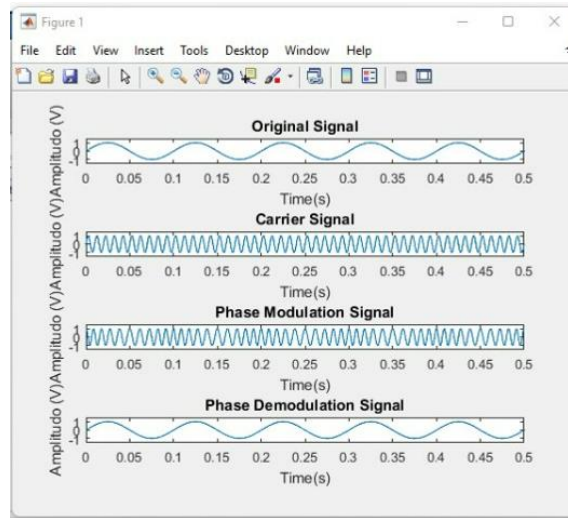 Figure 1
File Edit View Insert Tools Desktop Window Help
Original Signal
Amplitudo (V)
1
0
-1
0 0.05 0.1 0.15 0.2 0.25 0.3 0.35 0.4 0.45 0.5
Time(s)
Carrier Signal
Amplitudo (V)
1
0
-1
0 0.05 0.1 0.15 0.2 0.25 0.3 0.35 0.4 0.45 0.5
Time(s)
Phase Modulation Signal
Amplitudo (V)
1
0
-1
0 0.05 0.1 0.15 0.2 0.25 0.3 0.35 0.4 0.45 0.5
Time(s)
Phase Demodulation Signal
Amplitudo (V)
1
0
-1
0 0.05 0.1 0.15 0.2 0.25 0.3 0.35 0.4 0.45 0.5
Time(s)